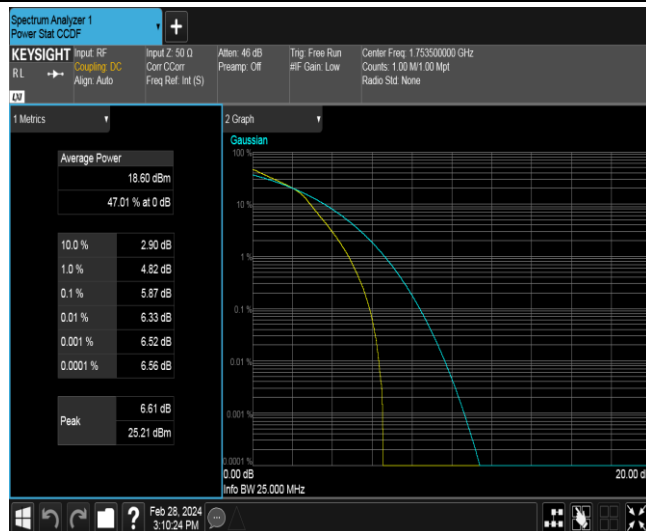 Spectrum Analyzer 1
Power Stat CCDF
+
KEYSIGHT
RL
LXI
Input: RF
Coupling: DC
Align: Auto
Input Z: 50 Ω
Corr CCorr
Freq Ref: Int (S)
Atten: 46 dB
Preamp: Off
Trig: Free Run
#IF Gain: Low
Center Freq: 1.753500000 GHz
Counts: 1.00 M/1.00 Mpt
Radio Std: None
1 Metrics
Average Power
18.60 dBm
47.01 % at 0 dB
10.0 % 2.90 dB
1.0 % 4.82 dB
0.1 % 5.87 dB
0.01 % 6.33 dB
0.001 % 6.52 dB
0.0001 % 6.56 dB
Peak
6.61 dB
25.21 dBm
2 Graph
Gaussian
100 %
10 %
1 %
0.1 %
0.01 %
0.001 %
0.0001 %
0.00 dB
20.00 d
Info BW 25.000 MHz
?
Feb 28, 2024
3:10:24 PM